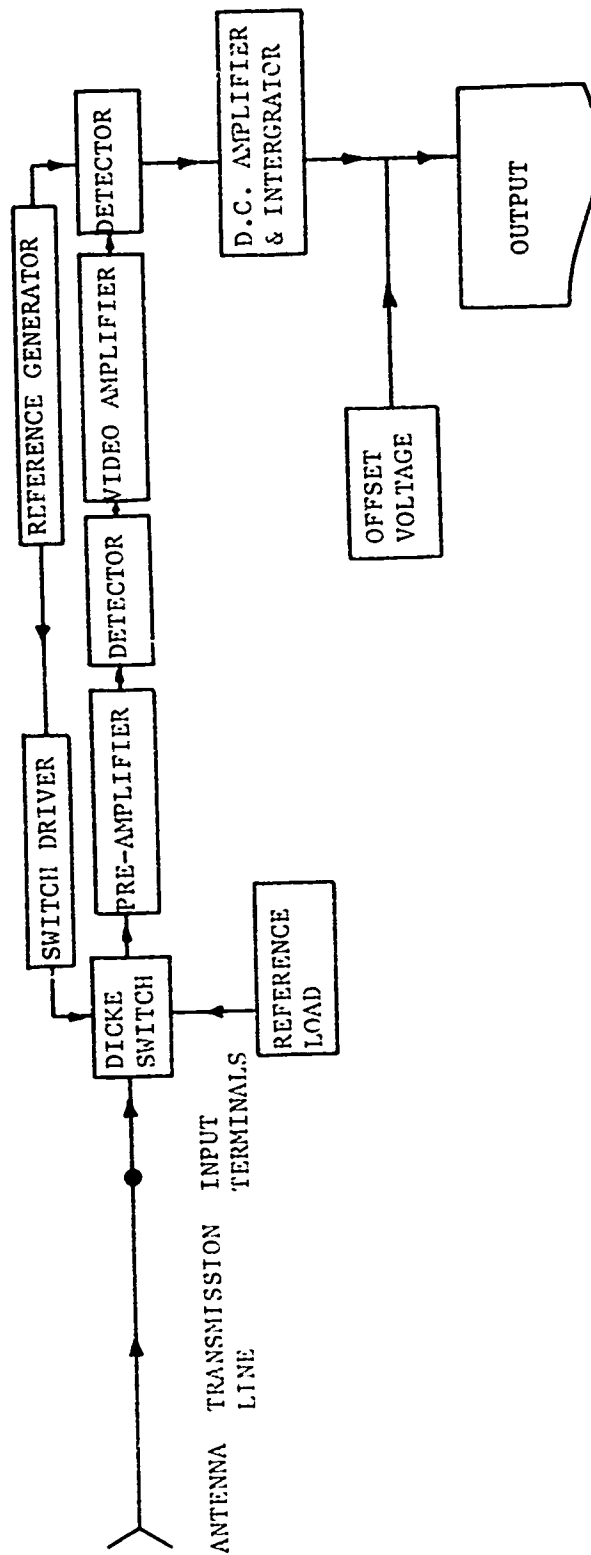 REFERENCE GENERATOR
SWITCH DRIVER
DICKE
SWITCH
PRE-AMPLIFIER
DETECTOR
VIDEO AMPLIFIER
DETECTOR
ANTENNA TRANSMISSION INPUT
LINE TERMINALS
REFERENCE
LOAD
D.C. AMPLIFIER
& INTERGRATOR
OFFSET
VOLTAGE
OUTPUT